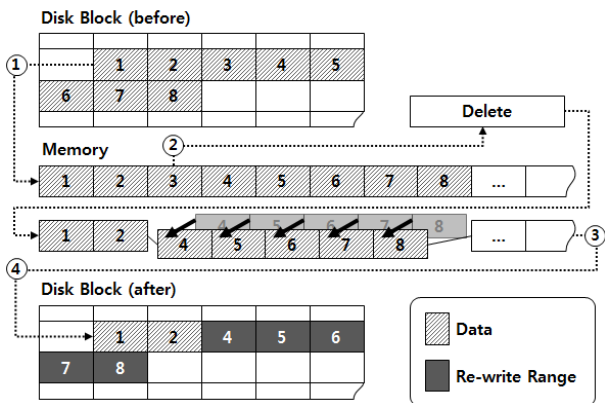 Disk Block (before)
1
1 2 3 4 5
6 7 8
Delete
2
Memory
1 2 3 4 5 6 7 8 ...
4 5 6 7 8
1 2 4 5 6 7 8 ... 3
4
Disk Block (after)
1 2 4 5 6
7 8
Data
Re-write Range